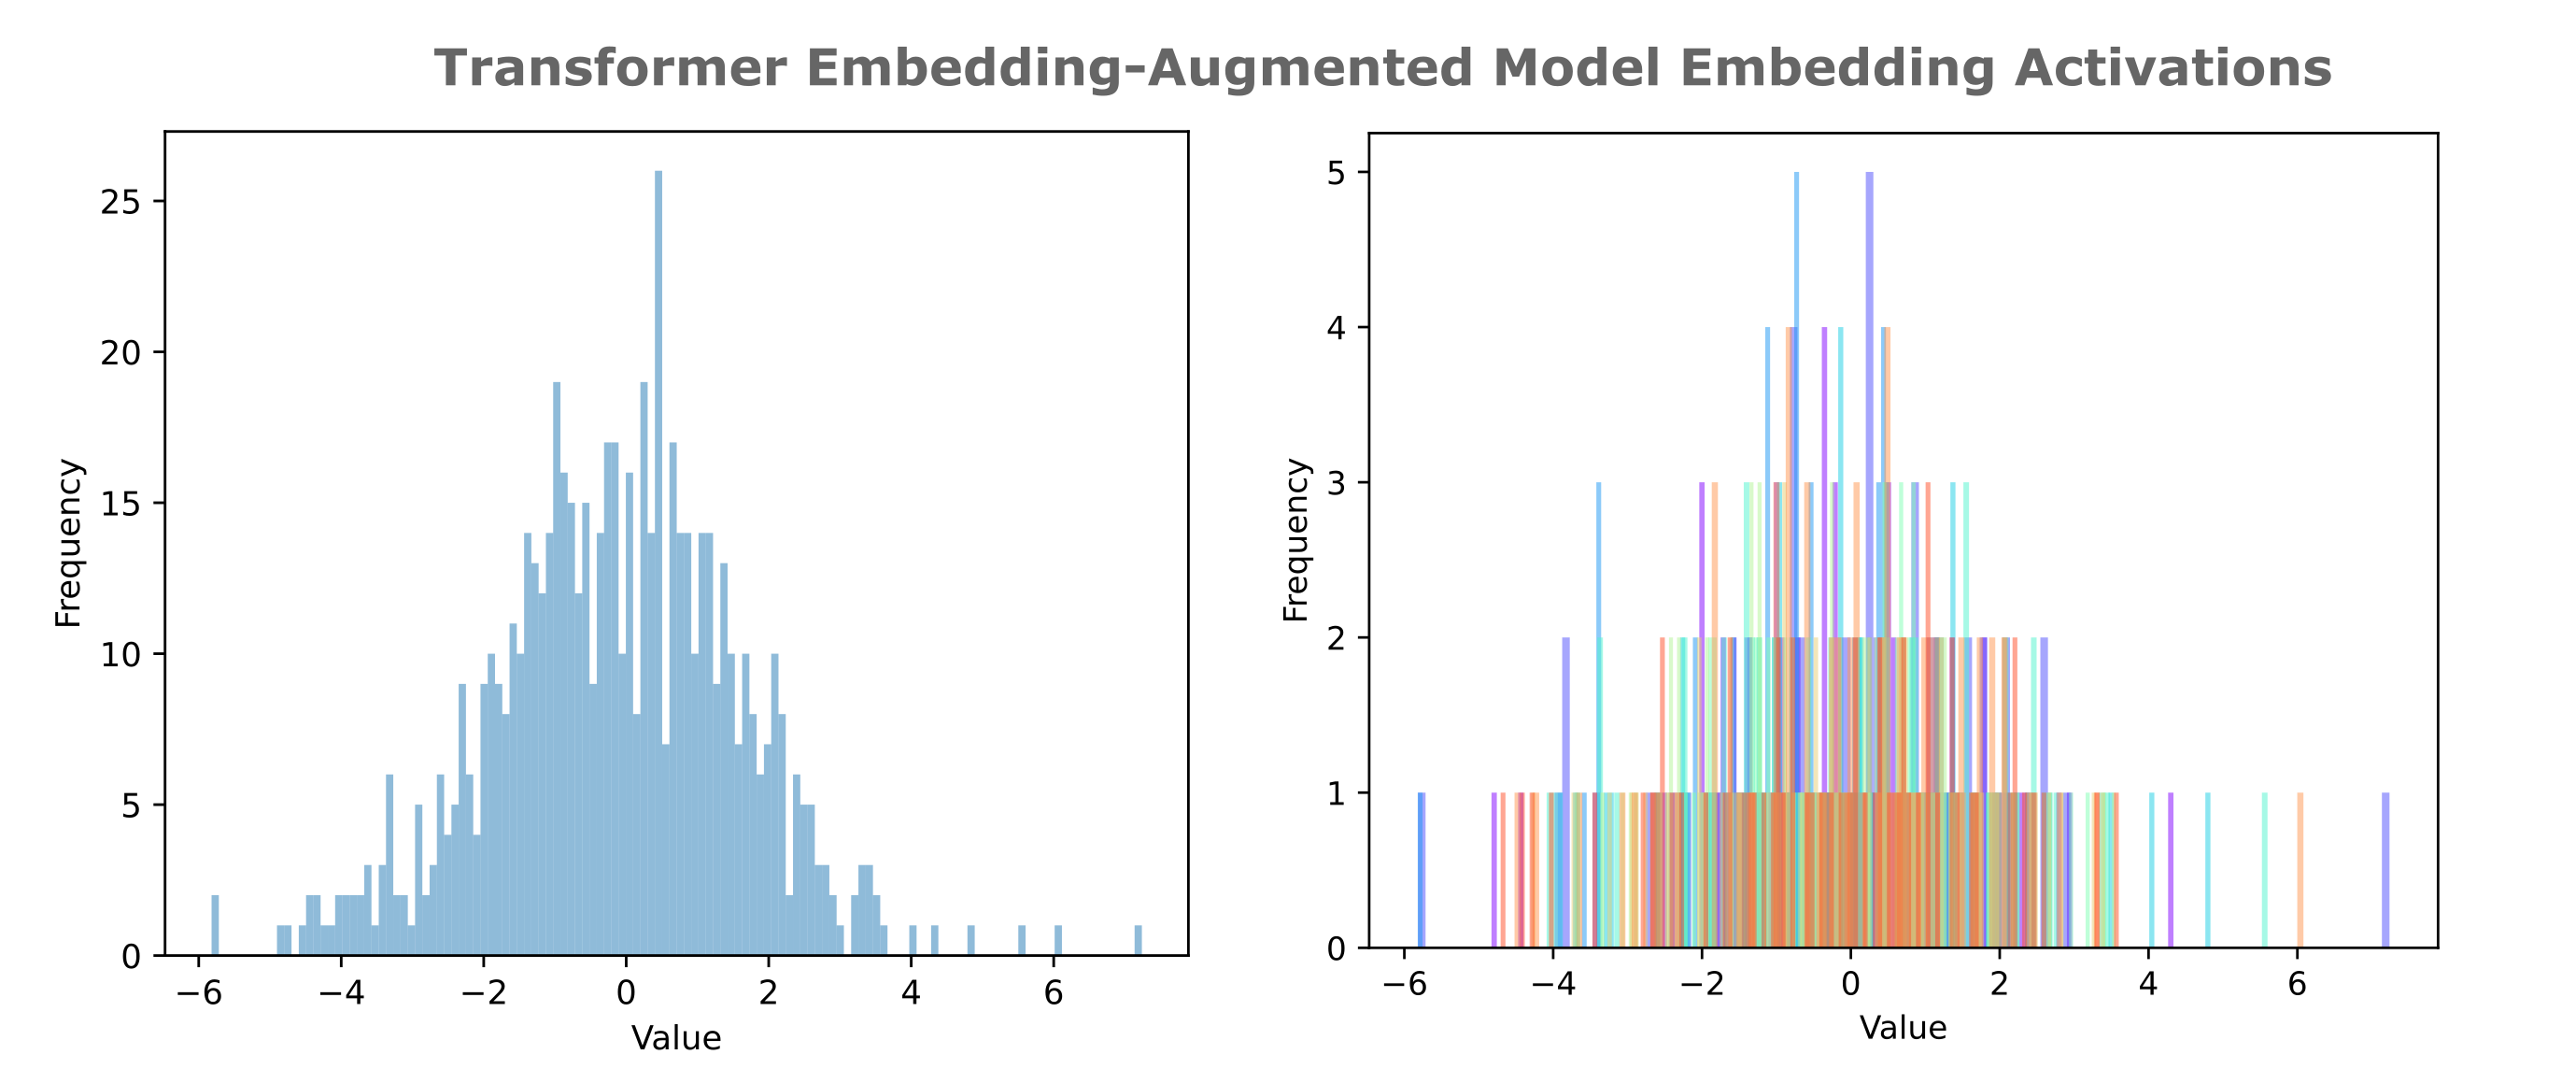 Transformer Embedding-Augmented Model Embedding Activations
25
20
15
10
5
0
Frequency
−6 −4 −2 0 2 4 6
Value
5
4
3
2
1
0
Frequency
−6 −4 −2 0 2 4 6
Value